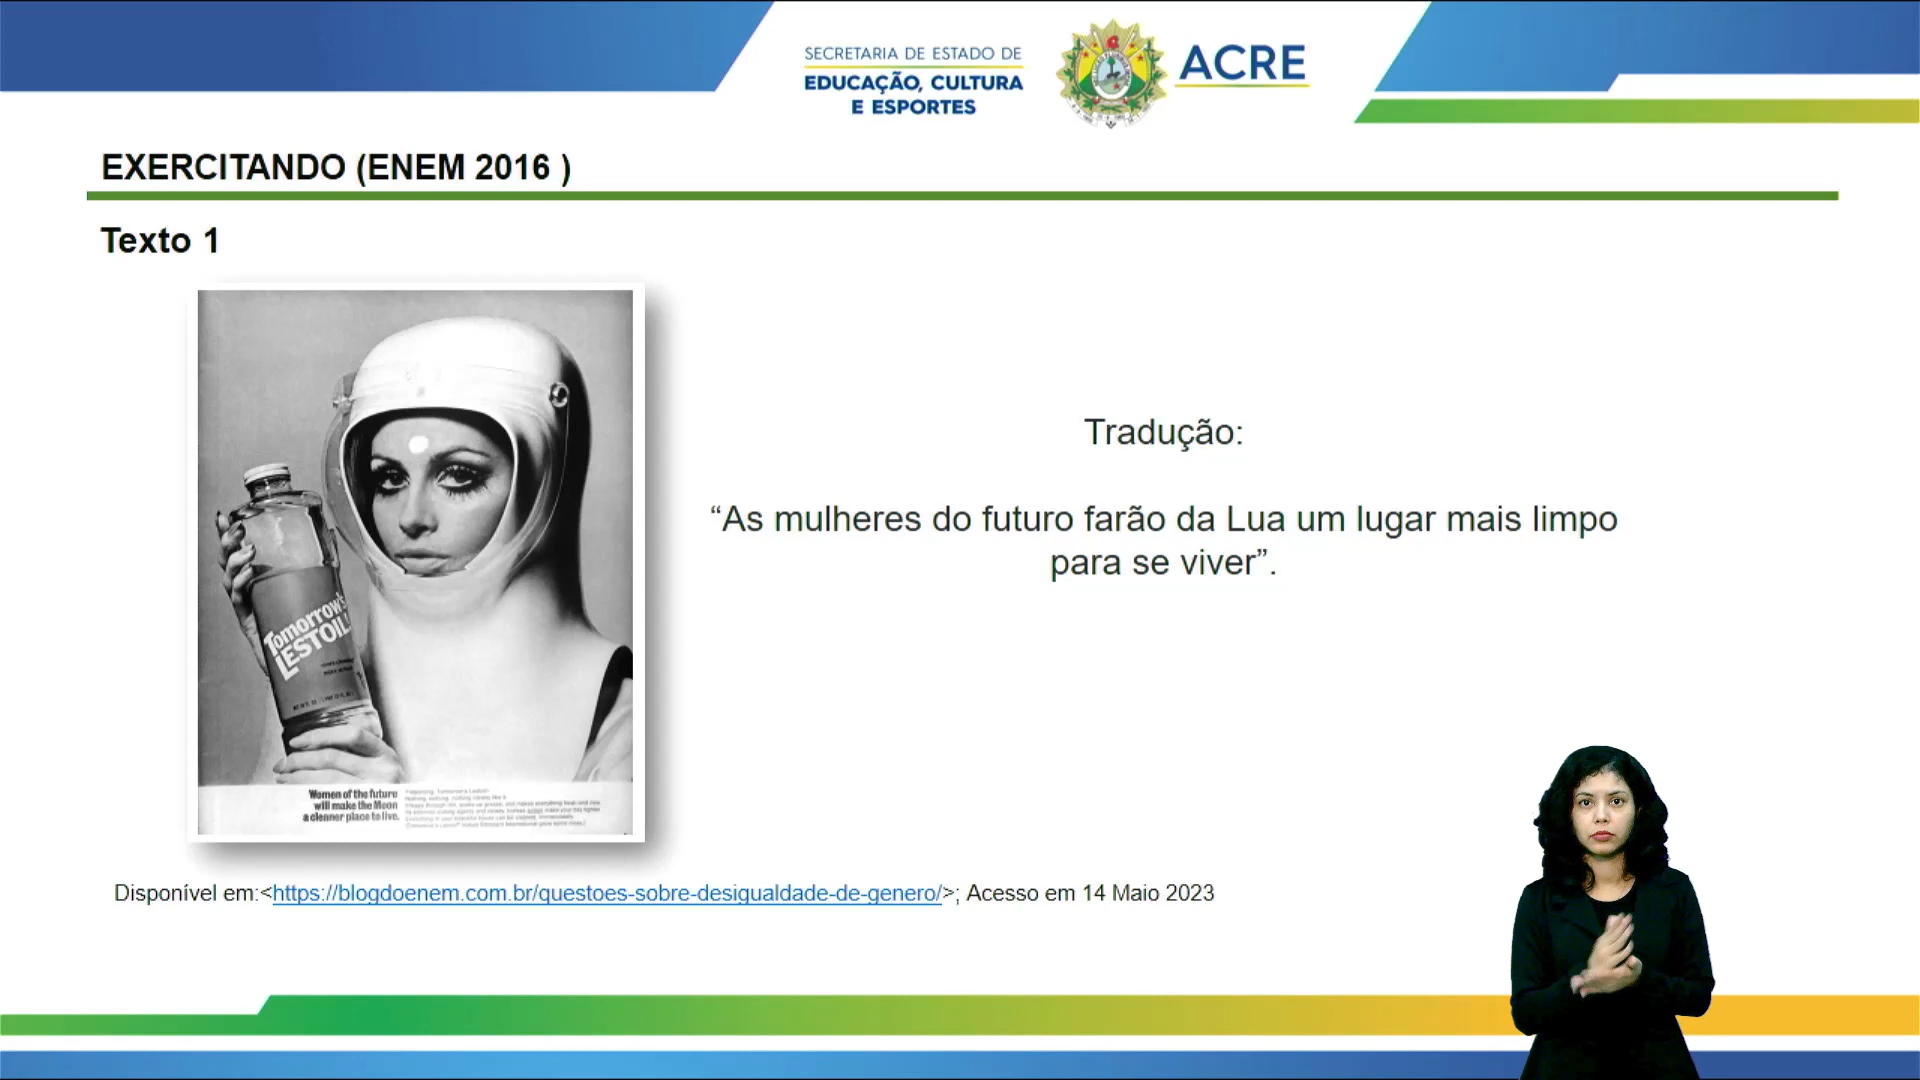 SECRETARIA DE ESTADO DE
EDUCAÇÃO, CULTURA
E ESPORTES
ACRE
EXERCITANDO (ENEM 2016 )
Texto 1
Tomorrow's
LESTOIL
Women of the future
will make the Moon
a cleaner place to live.
Tradução:
“As mulheres do futuro farão da Lua um lugar mais limpo
para se viver”.
Disponível em:<https://blogdoenem.com.br/questoes-sobre-desigualdade-de-genero/>; Acesso em 14 Maio 2023